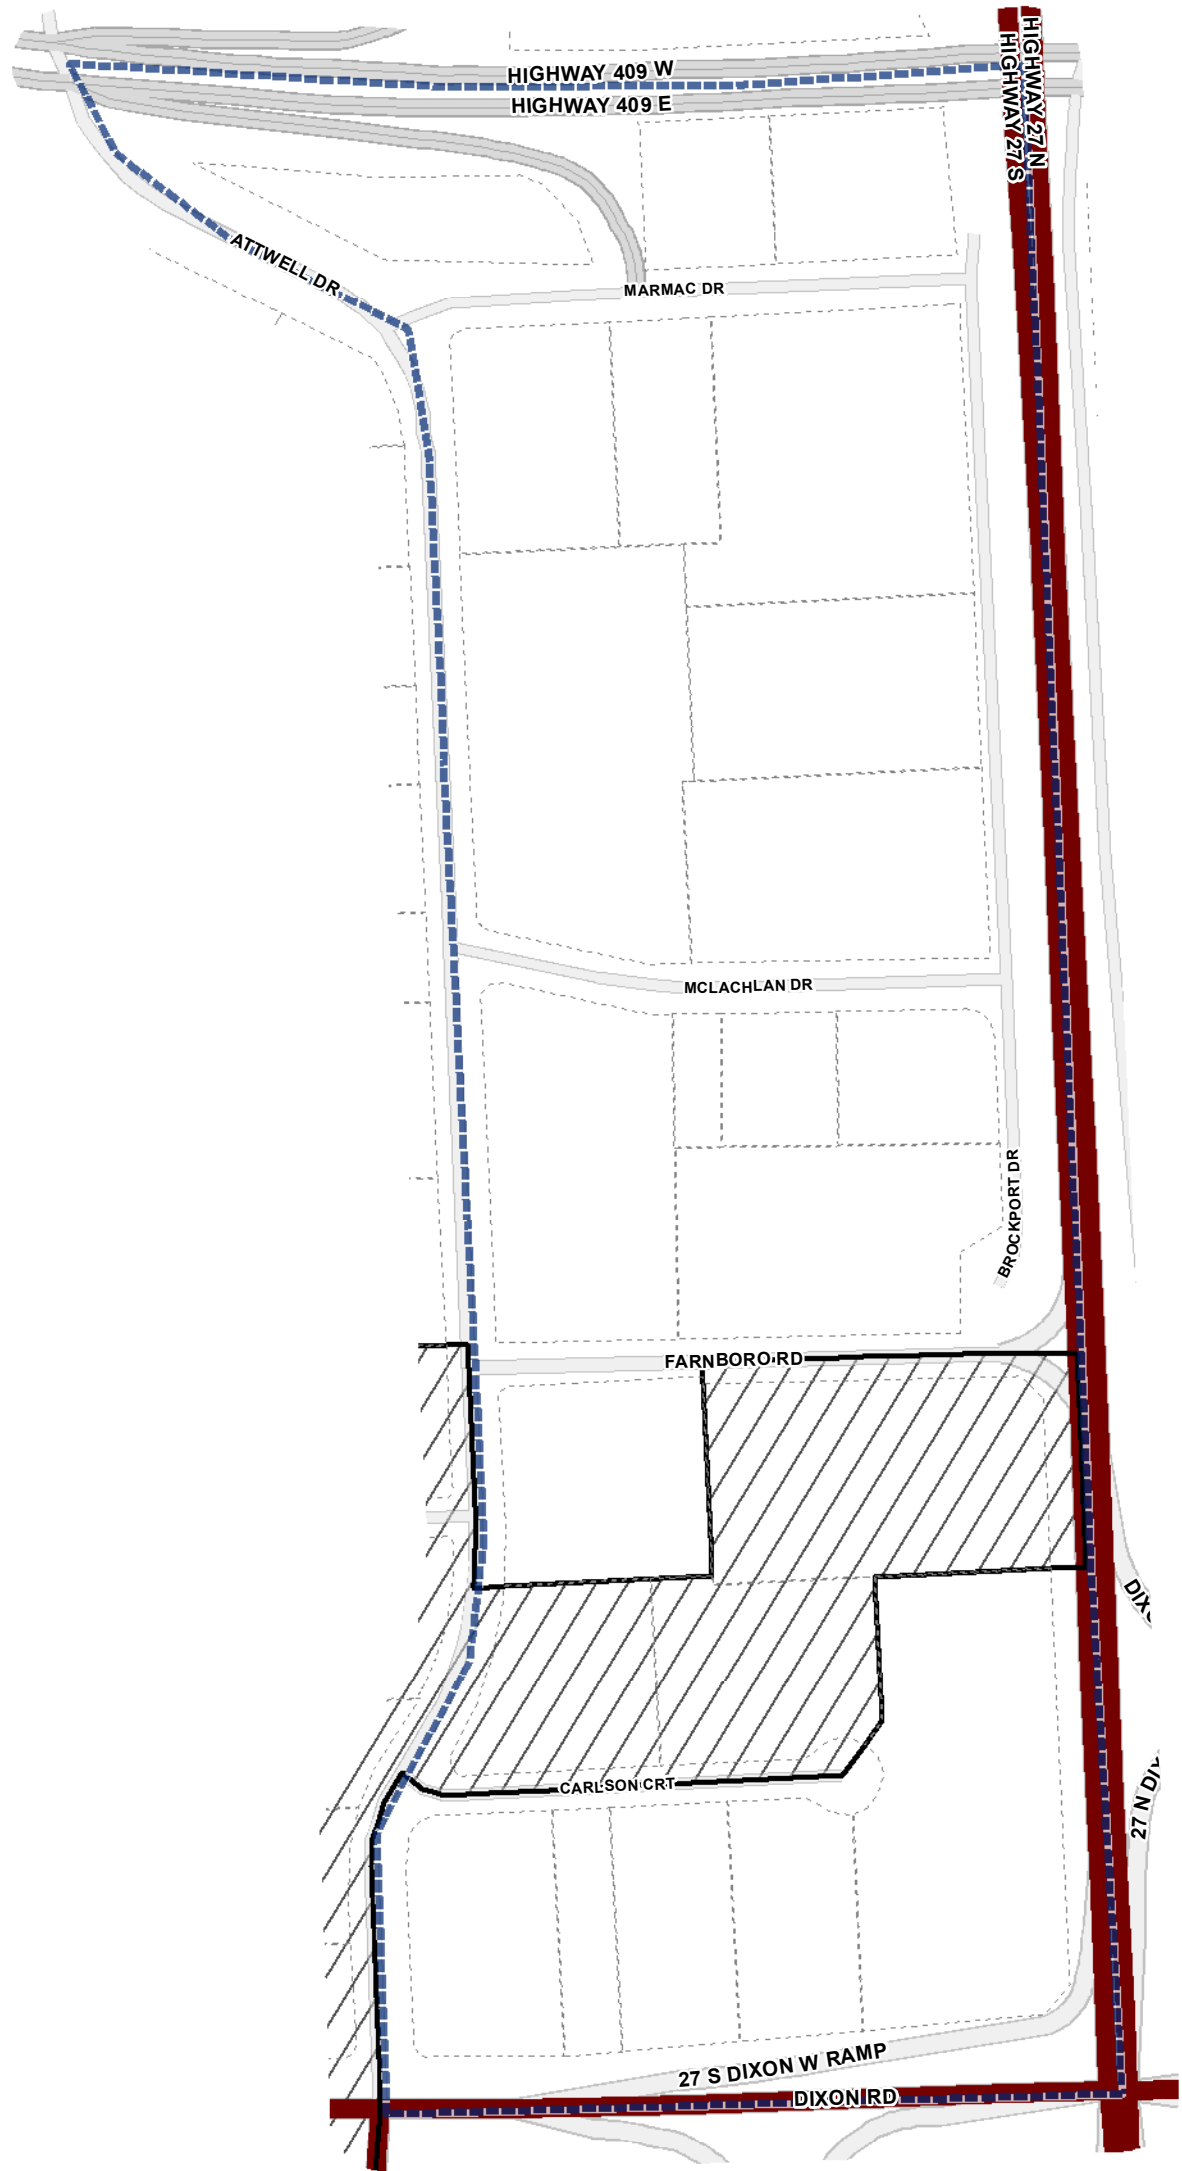 HIGHWAY 409 W
HIGHWAY 409 E
HIGHWAY 27 N
HIGHWAY 27 S
ATTWELL DR
MARMAC DR
MCLACHLAN DR
BROCKPORT DR
FARNBORO RD
CARLSON CRT
27 N DIX
27 S DIXON W RAMP
DIXON RD